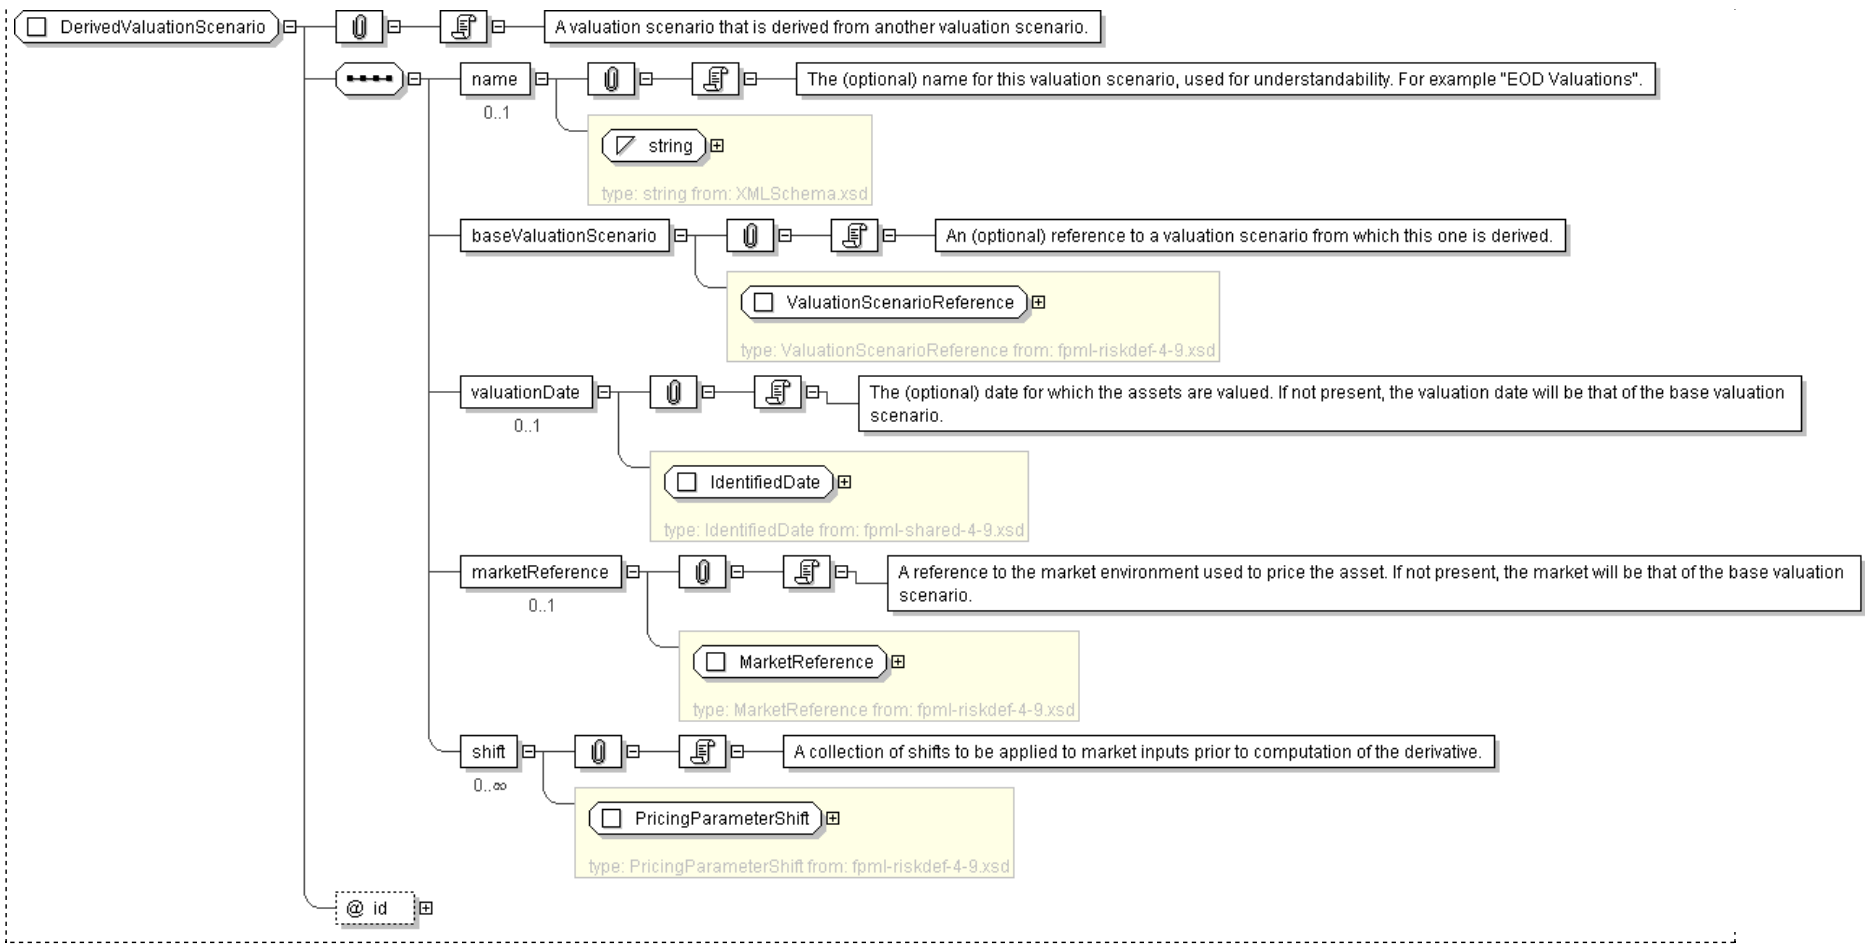 DerivedValuationScenario
A valuation scenario that is derived from another valuation scenario.
name
The (optional) name for this valuation scenario, used for understandability. For example "EOD Valuations".
0..1
string
type: string from: XMLSchema.xsd
baseValuationScenario
An (optional) reference to a valuation scenario from which this one is derived.
ValuationScenarioReference
type: ValuationScenarioReference from: fpml-riskdef-4-9.xsd
valuationDate
The (optional) date for which the assets are valued. If not present, the valuation date will be that of the base valuation
scenario.
0..1
IdentifiedDate
type: IdentifiedDate from: fpml-shared-4-9.xsd
marketReference
A reference to the market environment used to price the asset. If not present, the market will be that of the base valuation
scenario.
0..1
MarketReference
type: MarketReference from: fpml-riskdef-4-9.xsd
shift
A collection of shifts to be applied to market inputs prior to computation of the derivative.
0..∞
PricingParameterShift
type: PricingParameterShift from: fpml-riskdef-4-9.xsd
@ id